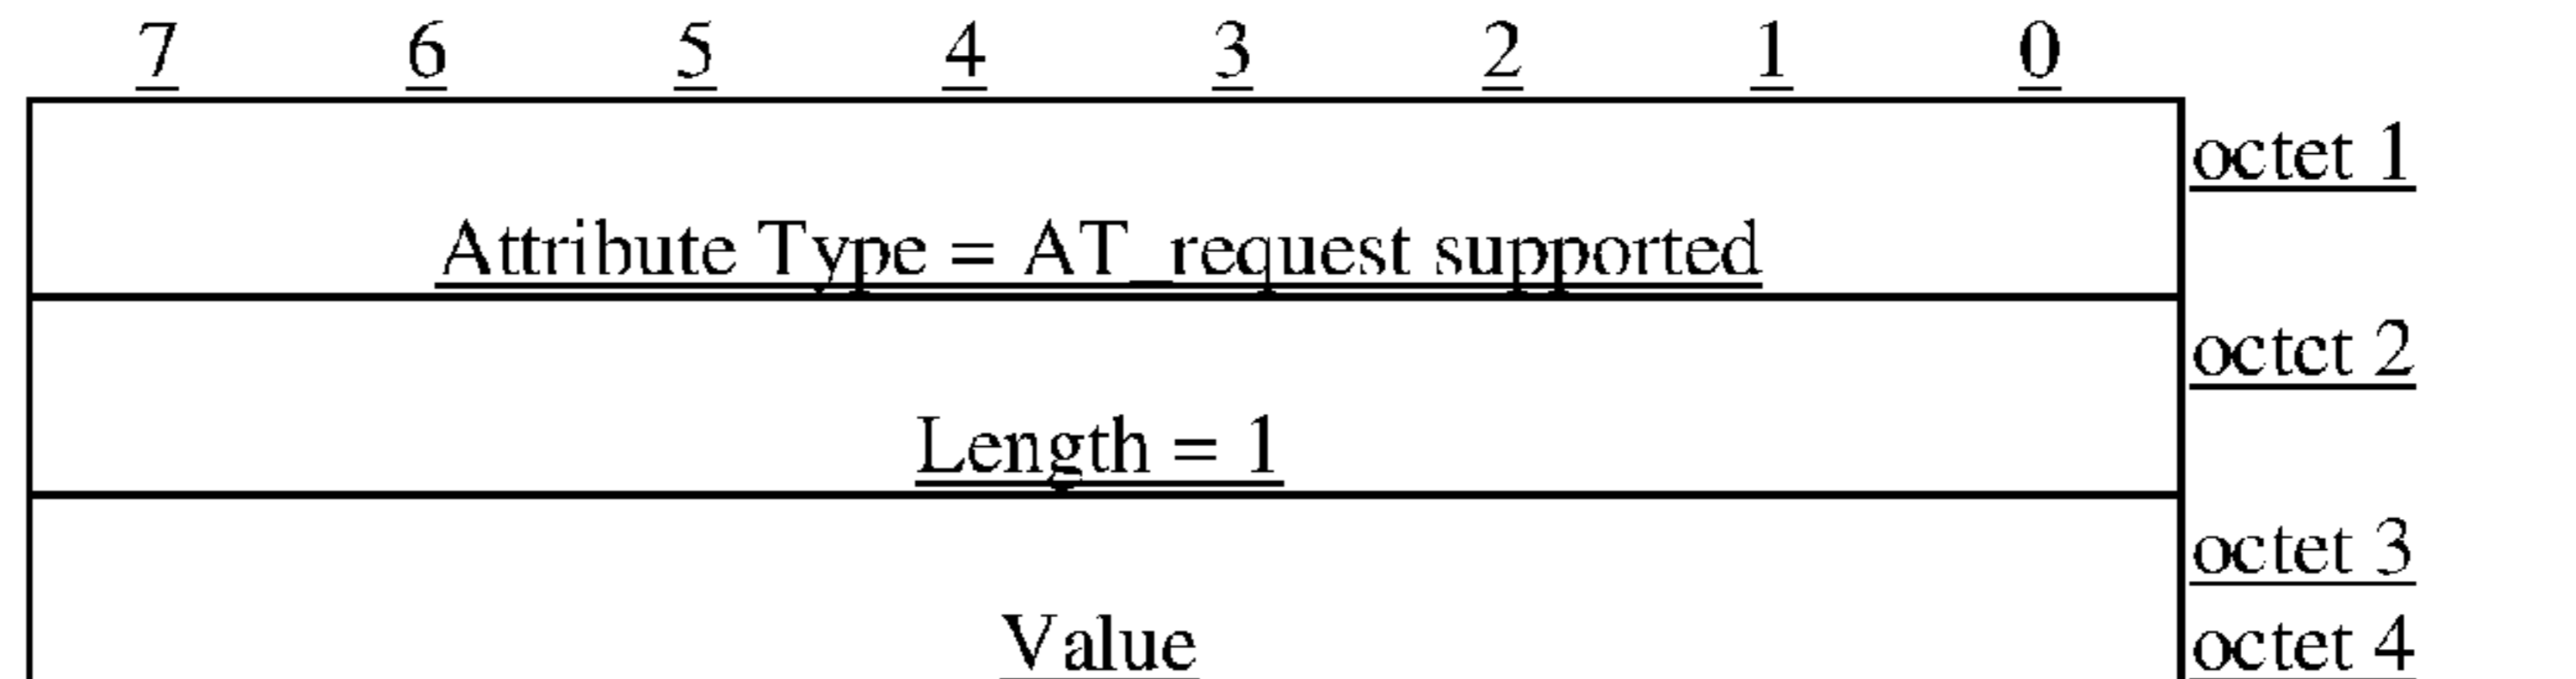 7 6 5 4 3 2 1 0
octet 1
Attribute Type = AT_request supported
octet 2
Length = 1
octet 3
Value octet 4